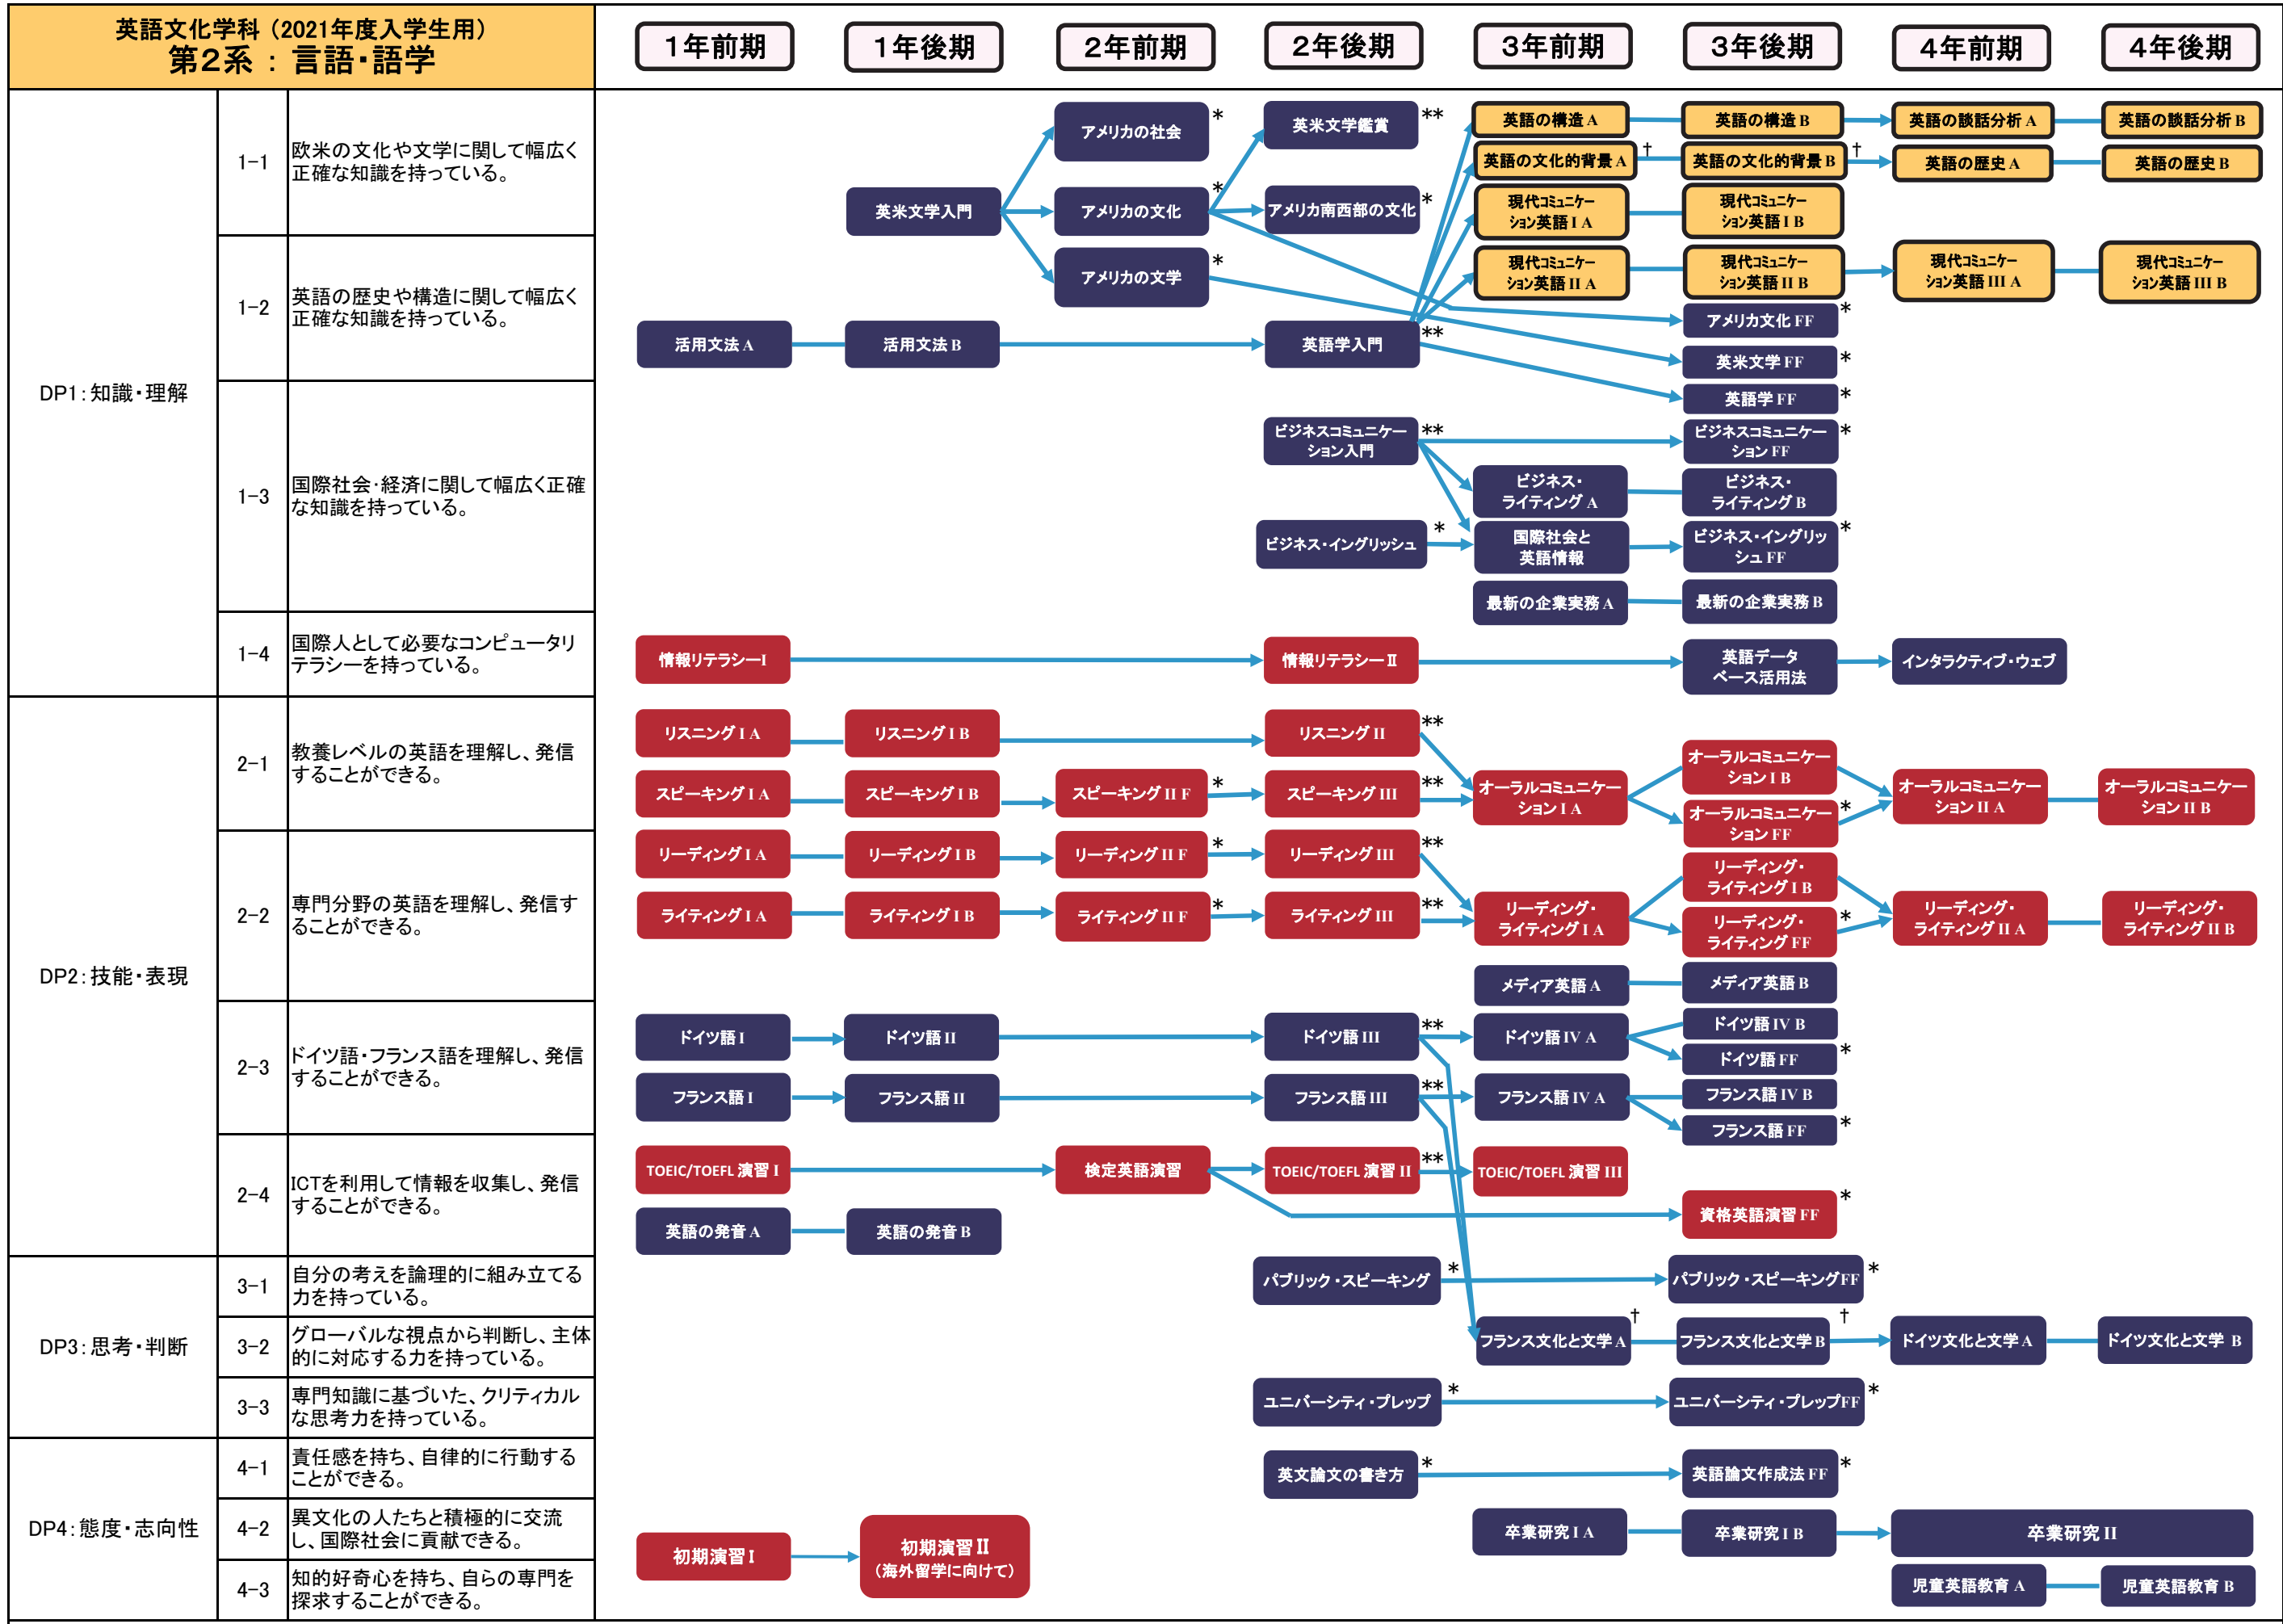 英語文化学科（2021年度入学生用）
第2系 : 言語・語学
1年前期
1年後期
2年前期
2年後期
3年前期
3年後期
4年前期
4年後期
DP1:知識・理解
1-1
欧米の文化や文学に関して幅広く
正確な知識を持っている。
1-2
英語の歴史や構造に関して幅広く
正確な知識を持っている。
1-3
国際社会・経済に関して幅広く正確
な知識を持っている。
1-4
国際人として必要なコンピュータリ
テラシーを持っている。
アメリカの社会
*
英米文学鑑賞
**
英語の構造 A
英語の構造 B
英語の談話分析 A
英語の談話分析 B
英語の文化的背景 A
†
英語の文化的背景 B
†
英語の歴史 A
英語の歴史 B
英米文学入門
アメリカの文化
*
アメリカ南西部の文化
*
現代コミュニケー
ション英語 I A
現代コミュニケー
ション英語 I B
アメリカの文学
*
現代コミュニケー
ション英語 II A
現代コミュニケー
ション英語 II B
現代コミュニケー
ション英語 III A
現代コミュニケー
ション英語 III B
アメリカ文化 FF
*
活用文法 A
活用文法 B
英語学入門
**
英米文学 FF
*
英語学 FF
*
ビジネスコミュニケー
ション入門
**
ビジネスコミュニケー
ション FF
*
ビジネス・
ライティング A
ビジネス・
ライティング B
ビジネス・イングリッシュ
*
国際社会と
英語情報
ビジネス・イングリッ
シュ FF
*
最新の企業実務 A
最新の企業実務 B
情報リテラシーI
情報リテラシーⅡ
英語データ
ベース活用法
インタラクティブ・ウェブ
DP2:技能・表現
2-1
教養レベルの英語を理解し、発信
することができる。
2-2
専門分野の英語を理解し、発信す
ることができる。
2-3
ドイツ語・フランス語を理解し、発信
することができる。
2-4
ICTを利用して情報を収集し、発信
することができる。
リスニング I A
リスニング I B
リスニング II
**
スピーキング I A
スピーキング I B
スピーキング II F
*
スピーキング III
**
オーラルコミュニケー
ション I A
オーラルコミュニケー
ション I B
オーラルコミュニケー
ション FF
*
オーラルコミュニケー
ション II A
オーラルコミュニケー
ション II B
リーディング I A
リーディング I B
リーディング II F
*
リーディング III
**
ライティング I A
ライティング I B
ライティング II F
*
ライティング III
**
リーディング・
ライティング I A
リーディング・
ライティング I B
リーディング・
ライティング FF
*
リーディング・
ライティング II A
リーディング・
ライティング II B
メディア英語 A
メディア英語 B
ドイツ語 I
ドイツ語 II
ドイツ語 III
**
ドイツ語 IV A
ドイツ語 IV B
ドイツ語 FF
*
フランス語 I
フランス語 II
フランス語 III
**
フランス語 IV A
フランス語 IV B
フランス語 FF
*
TOEIC/TOEFL 演習 I
検定英語演習
TOEIC/TOEFL 演習 II
**
TOEIC/TOEFL 演習 III
資格英語演習 FF
*
英語の発音 A
英語の発音 B
DP3:思考・判断
3-1
自分の考えを論理的に組み立てる
力を持っている。
3-2
グローバルな視点から判断し、主体
的に対応する力を持っている。
3-3
専門知識に基づいた、クリティカル
な思考力を持っている。
パブリック・スピーキング
*
パブリック・スピーキングFF
*
フランス文化と文学 A
†
フランス文化と文学 B
†
ドイツ文化と文学 A
ドイツ文化と文学 B
ユニバーシティ・プレップ
*
ユニバーシティ・プレップFF
*
DP4:態度・志向性
4-1
責任感を持ち、自律的に行動する
ことができる。
4-2
異文化の人たちと積極的に交流
し、国際社会に貢献できる。
4-3
知的好奇心を持ち、自らの専門を
探求することができる。
英文論文の書き方
*
英語論文作成法 FF
*
初期演習 I
初期演習Ⅱ
（海外留学に向けて）
卒業研究 I A
卒業研究 I B
卒業研究 II
児童英語教育 A
児童英語教育 B